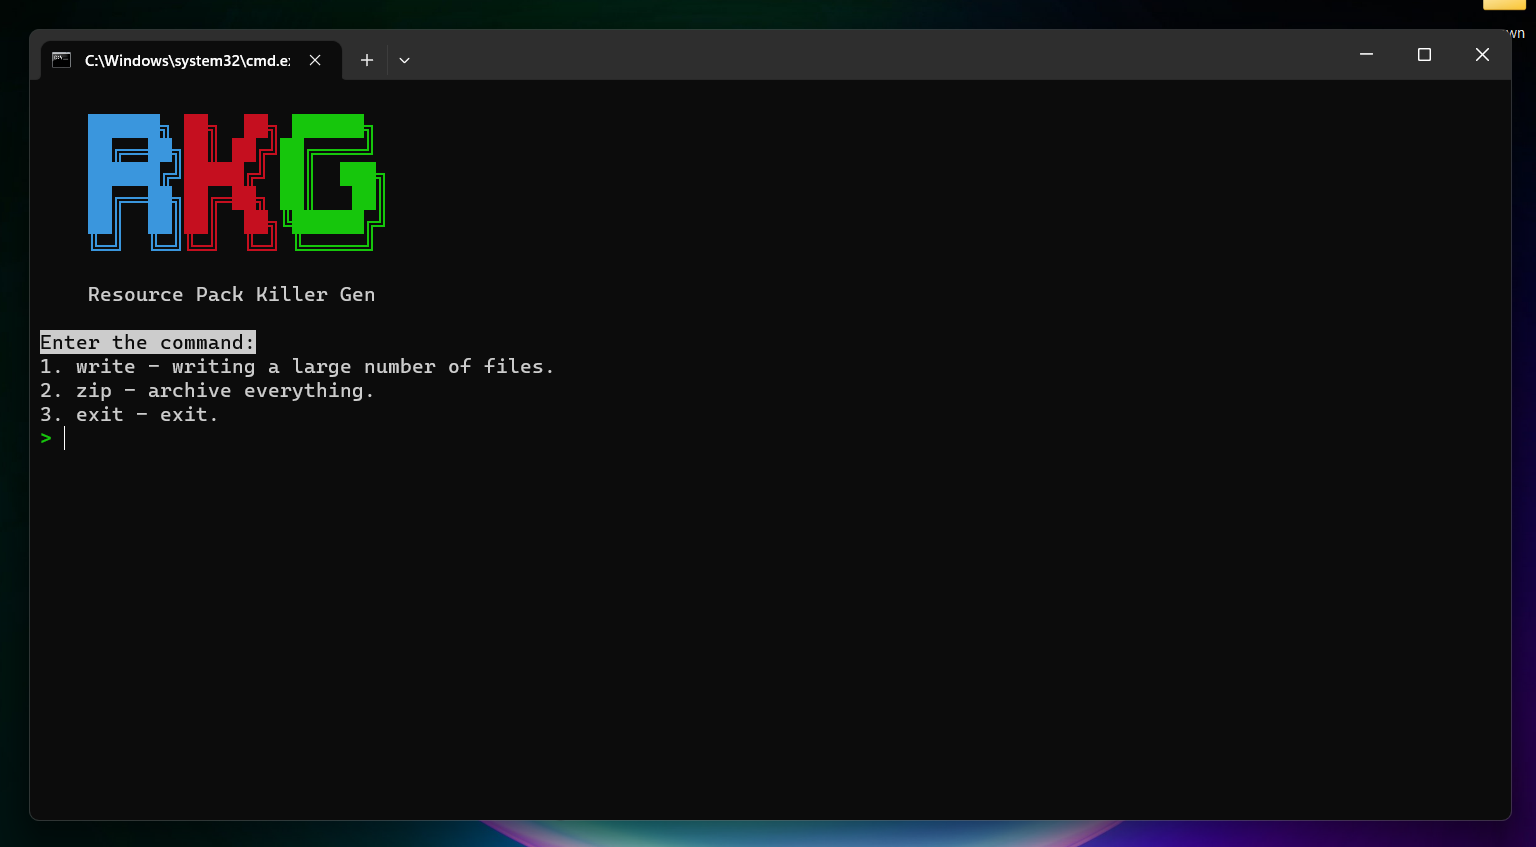 C:\Windows\system32\cmd.e
RKG
Resource Pack Killer Gen
Enter the command:
1. write - writing a large number of files.
2. zip - archive everything.
3. exit - exit.
>